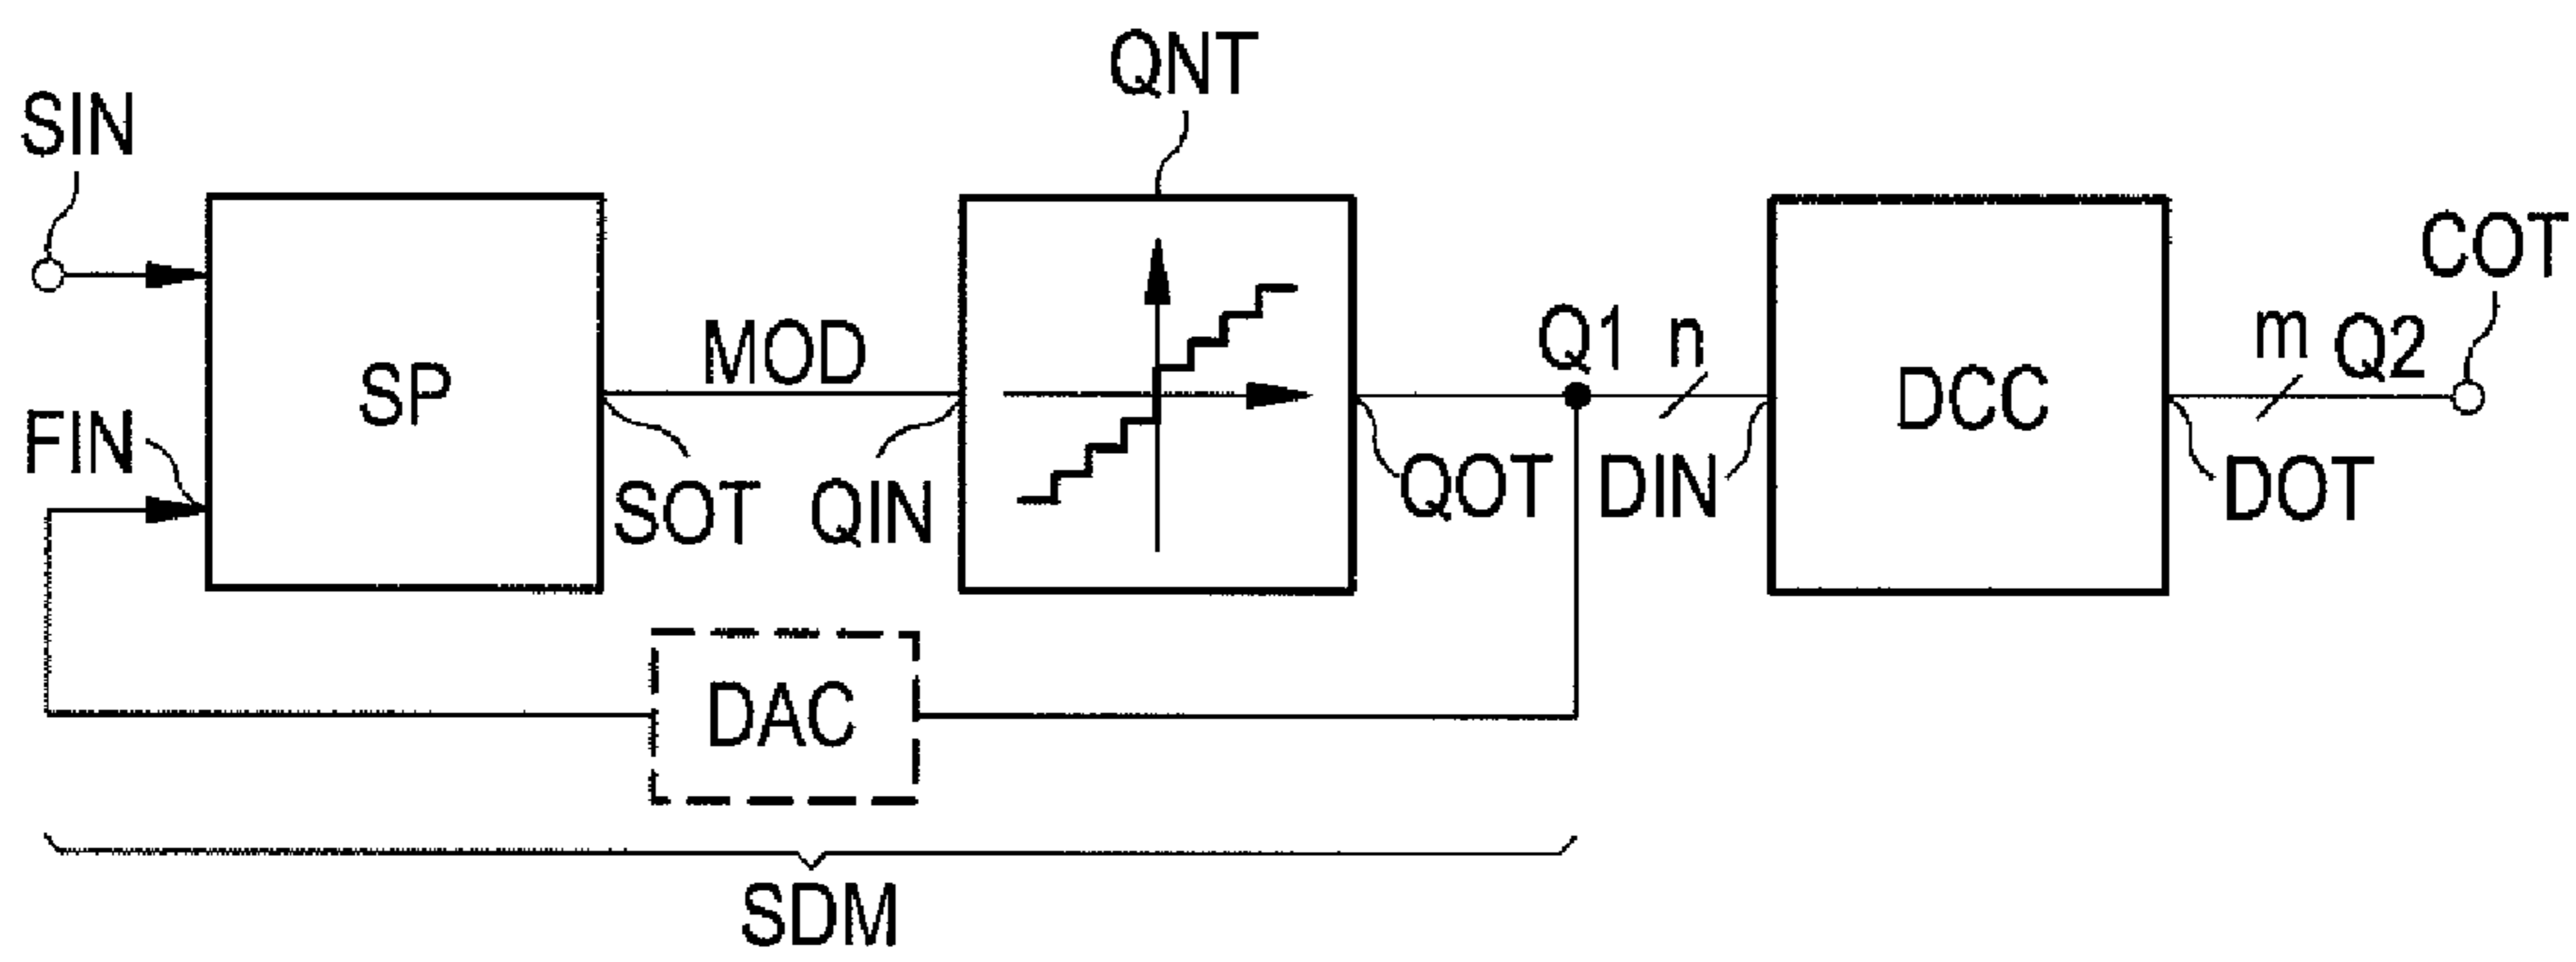 QNT
SIN
COT
Q1 n
m Q2
MOD
SP
DCC
FIN
SOT
QIN
QOT
DIN
DOT
DAC
SDM